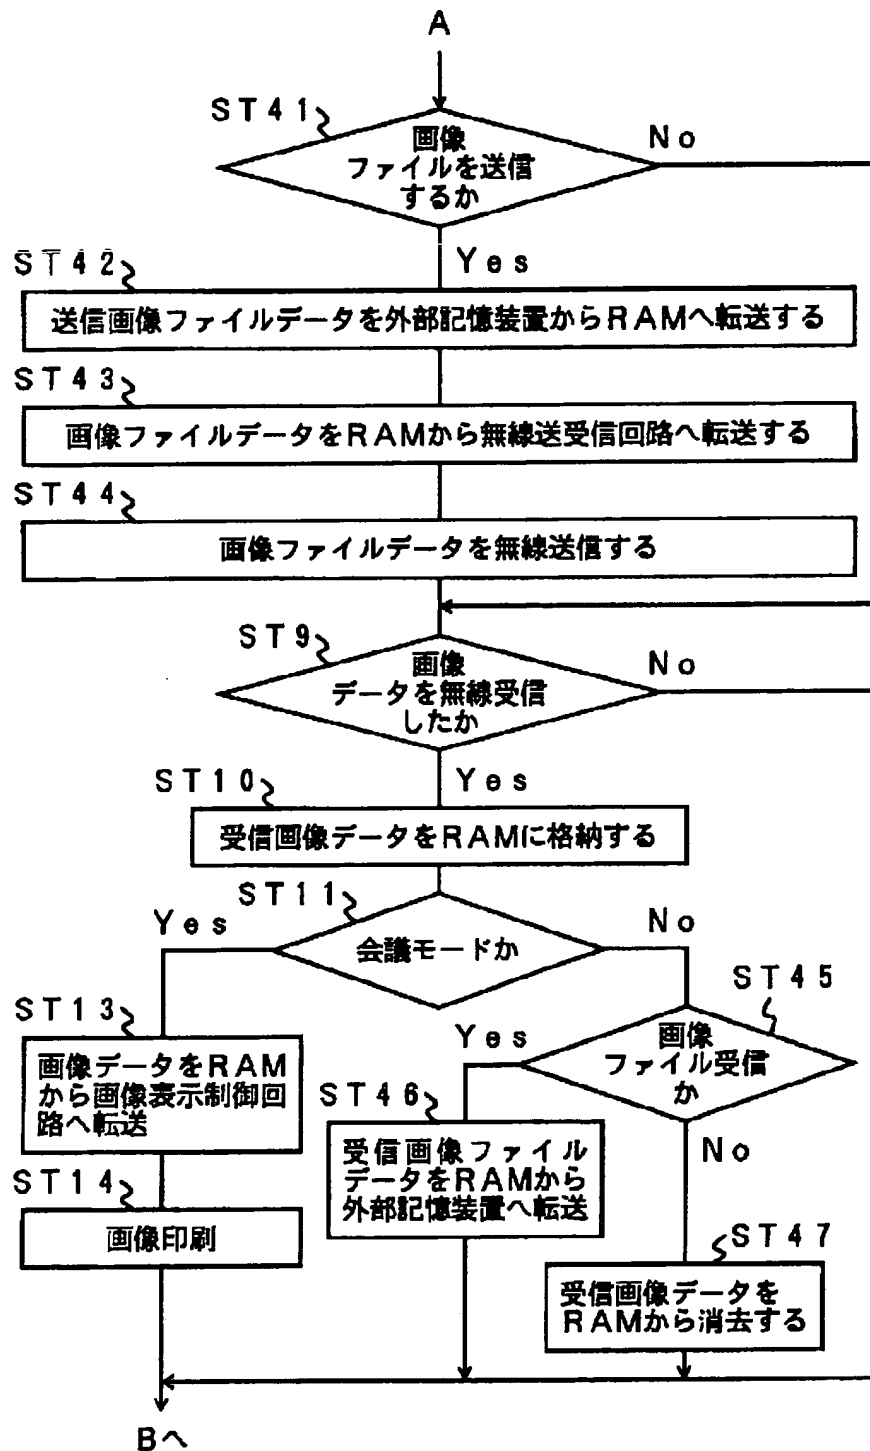 A
ST41
画像
ファイルを送信
するか
No
Yes
ST42
送信画像ファイルデータを外部記憶装置からRAMへ転送する
ST43
画像ファイルデータをRAMから無線送受信回路へ転送する
ST44
画像ファイルデータを無線送信する
ST9
画像
データを無線受信
したか
No
Yes
ST10
受信画像データをRAMに格納する
ST11
会議モードか
Yes
No
ST13
画像データをRAM
から画像表示制御回
路へ転送
ST14
画像印刷
ST45
画像
ファイル受信
か
Yes
No
ST46
受信画像ファイル
データをRAMから
外部記憶装置へ転送
ST47
受信画像データを
RAMから消去する
Bへ